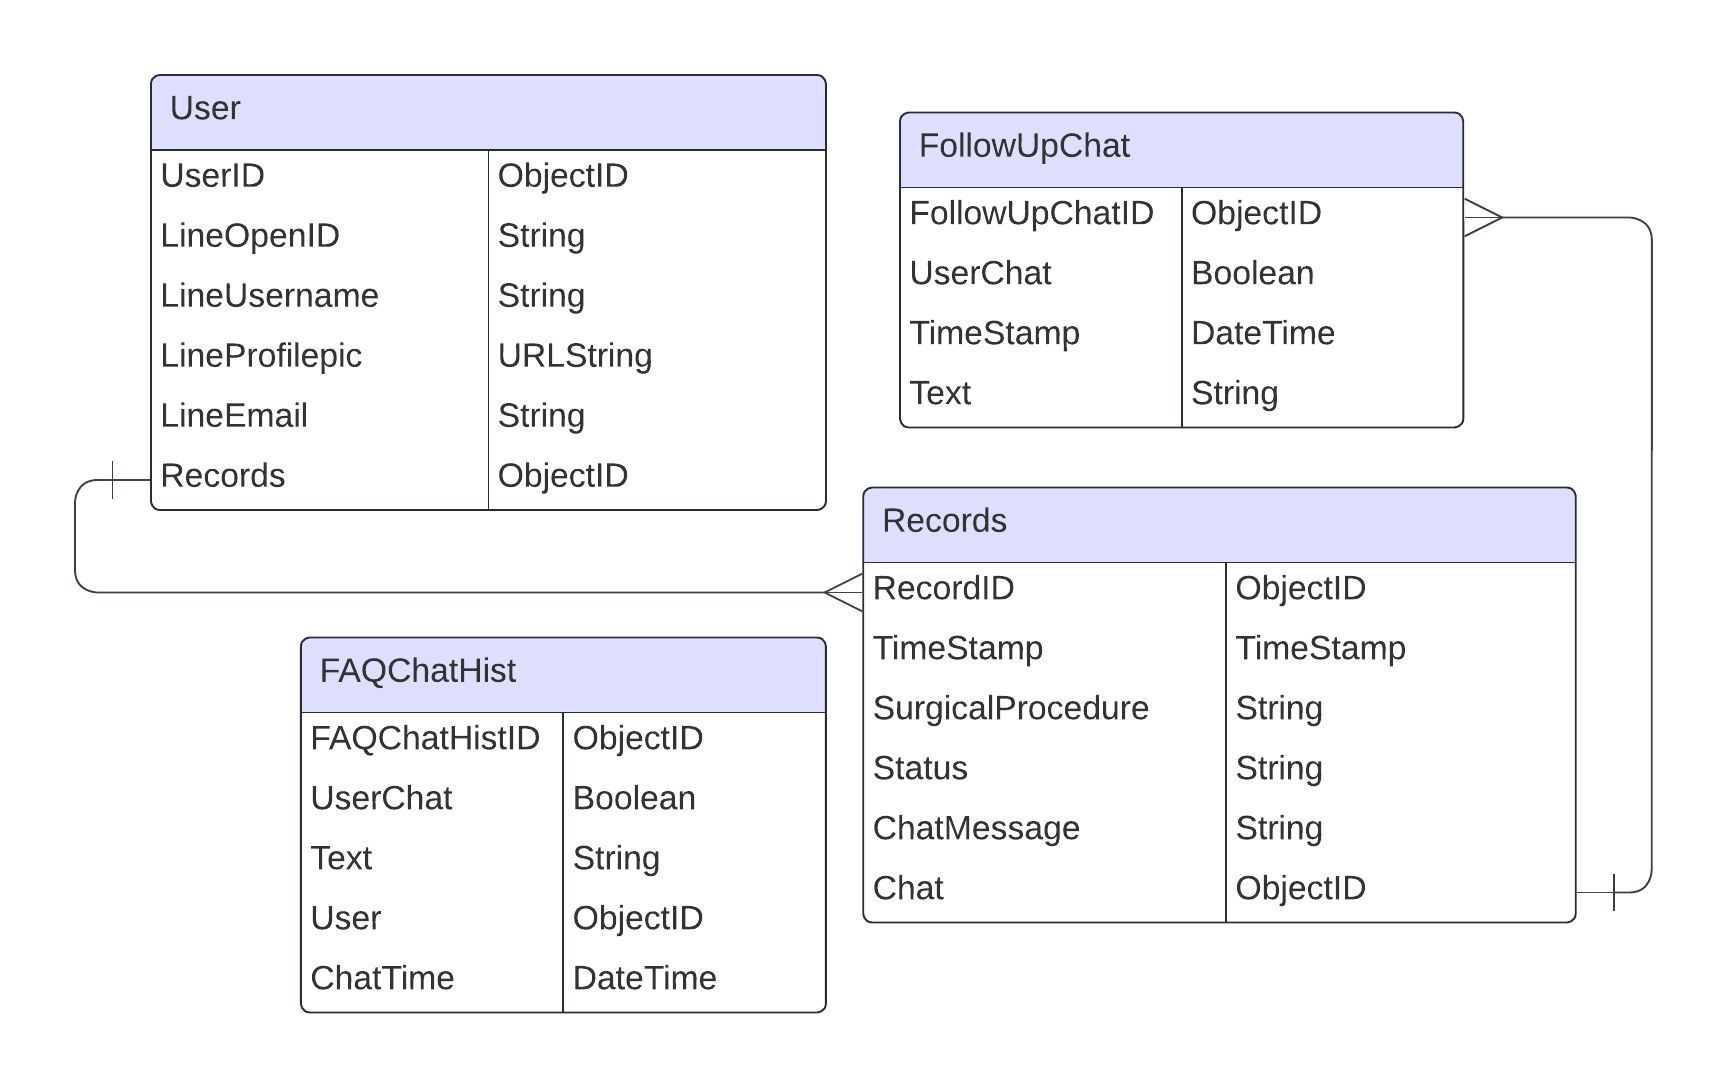 User
UserID ObjectID
LineOpenID String
LineUsername String
LineProfilepic URLString
LineEmail String
Records ObjectID
FollowUpChat
FollowUpChatID ObjectID
UserChat Boolean
TimeStamp DateTime
Text String
Records
RecordID ObjectID
TimeStamp TimeStamp
SurgicalProcedure String
Status String
ChatMessage String
Chat ObjectID
FAQChatHist
FAQChatHistID ObjectID
UserChat Boolean
Text String
User ObjectID
ChatTime DateTime